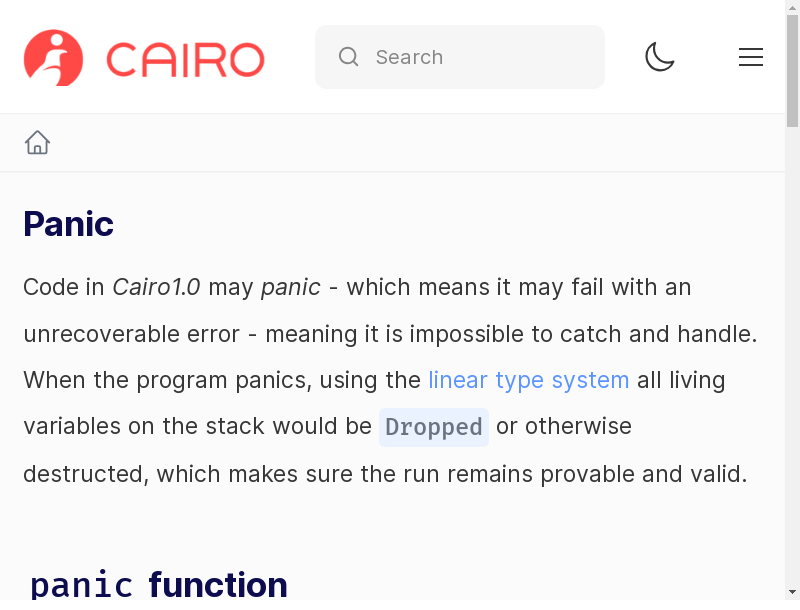 CAIRO
Search
Panic
Code in Cairo1.0 may panic - which means it may fail with an
unrecoverable error - meaning it is impossible to catch and handle.
When the program panics, using the linear type system all living
variables on the stack would be Dropped or otherwise
destructed, which makes sure the run remains provable and valid.
panic function